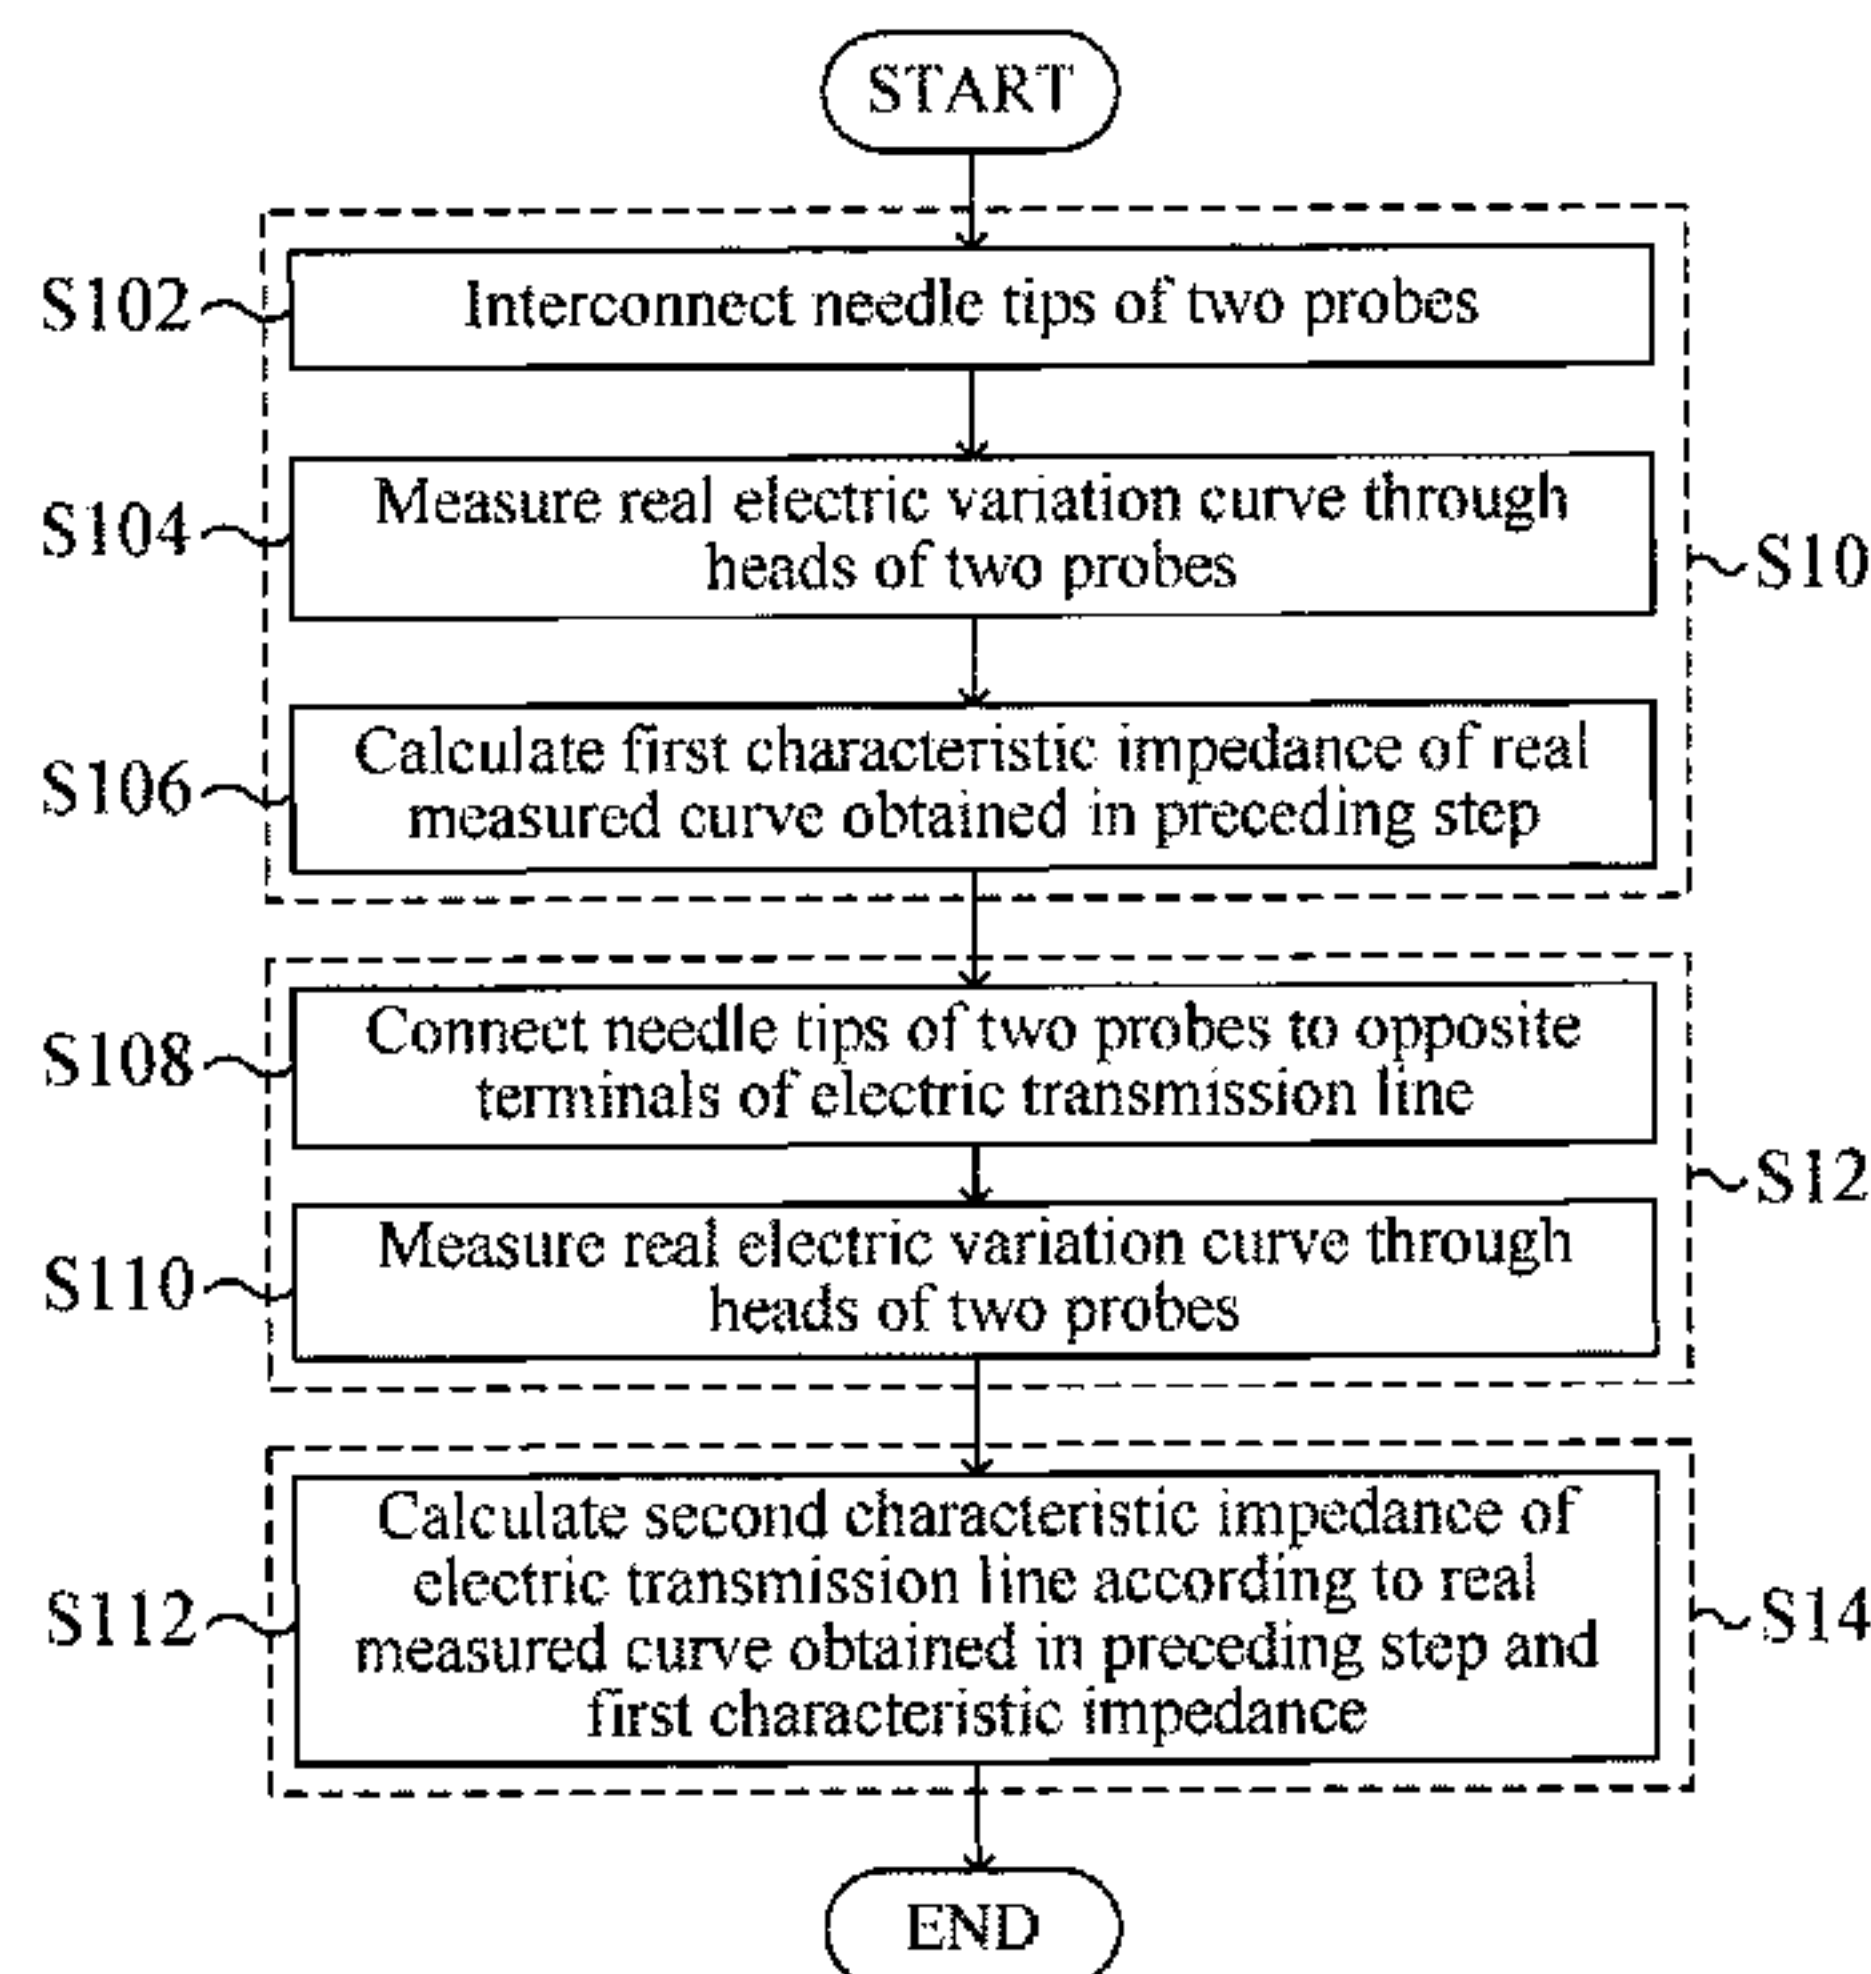 START
S102
Interconnect needle tips of two probes
S104
Measure real electric variation curve through
heads of two probes
S10
S106
Calculate first characteristic impedance of real
measured curve obtained in preceding step
S108
Connect needle tips of two probes to opposite
terminals of electric transmission line
S12
S110
Measure real electric variation curve through
heads of two probes
S112
Calculate second characteristic impedance of
electric transmission line according to real
measured curve obtained in preceding step and
first characteristic impedance
S14
END